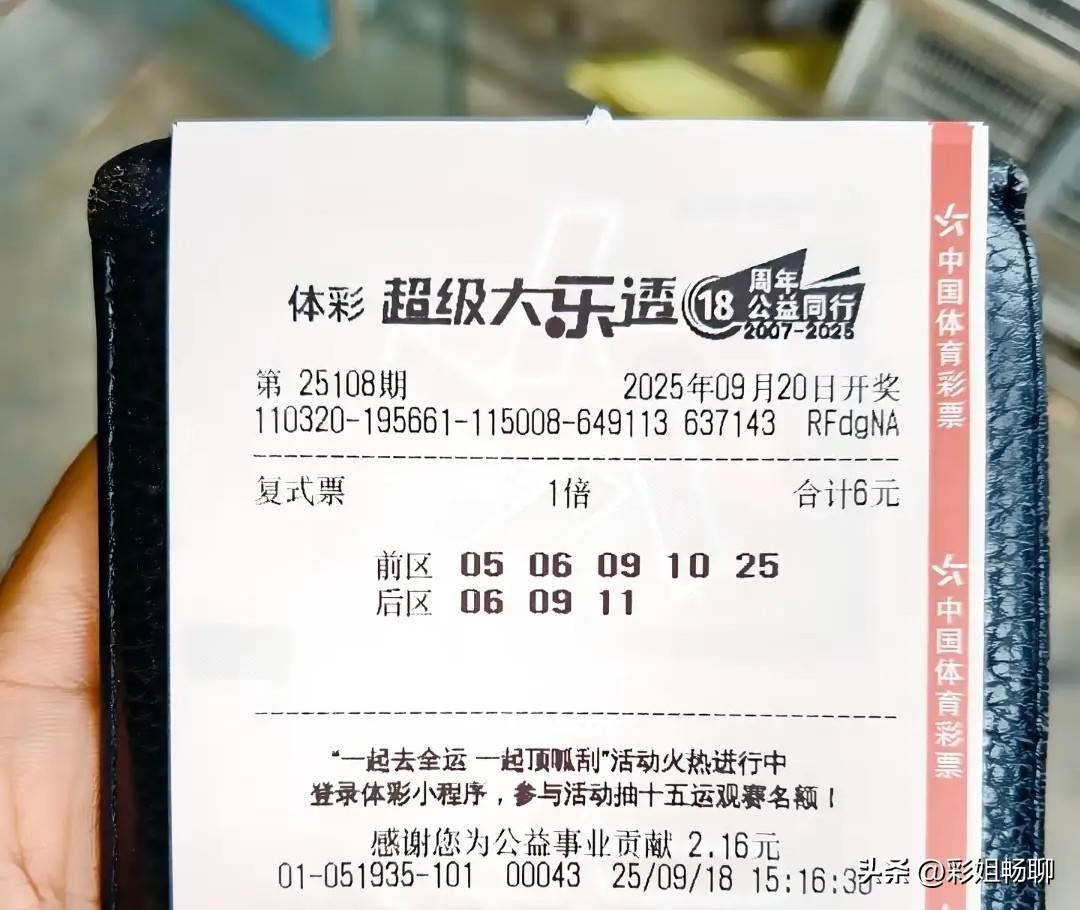 体彩 超级大乐透 18 周年 公益同行 2007-2025
第 25108期 2025年09月20日开奖
110320-195661-115008-649113 637143 RFdgNA
复式票 1倍 合计6元
前区 05 06 09 10 25
后区 06 09 11
“一起去全运 一起顶呱刮”活动火热进行中
登录体彩小程序，参与活动抽十五运观赛名额！
感谢您为公益事业贡献 2.16元
01-051935-101 00043 25/09/18 15:16:36
中国体育彩票
中国体育彩票
头条 @彩姐畅聊